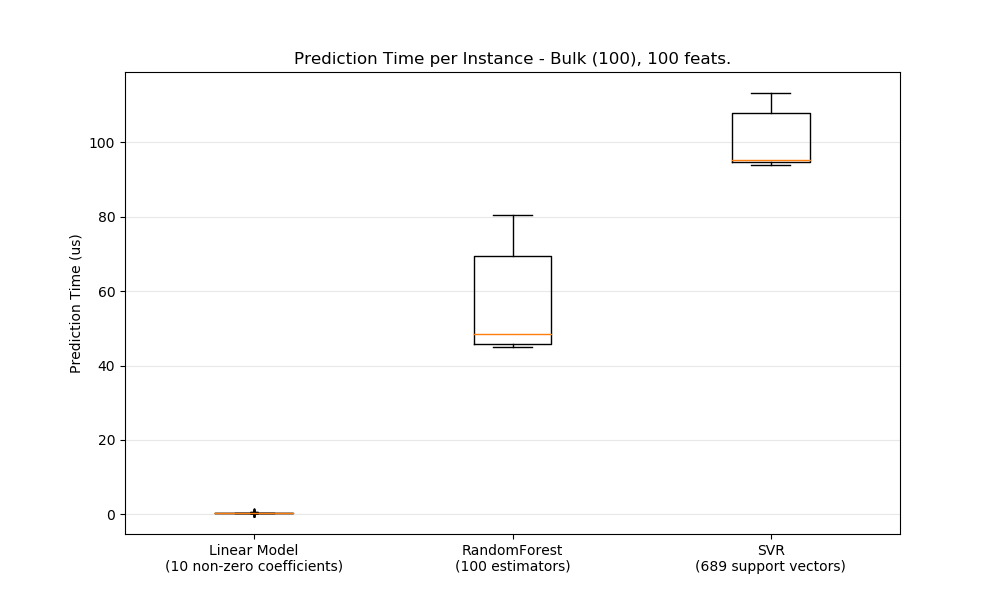 Prediction Time per Instance - Bulk (100), 100 feats.
Prediction Time (us)
100
80
60
40
20
0
Linear Model
(10 non-zero coefficients)
RandomForest
(100 estimators)
SVR
(689 support vectors)